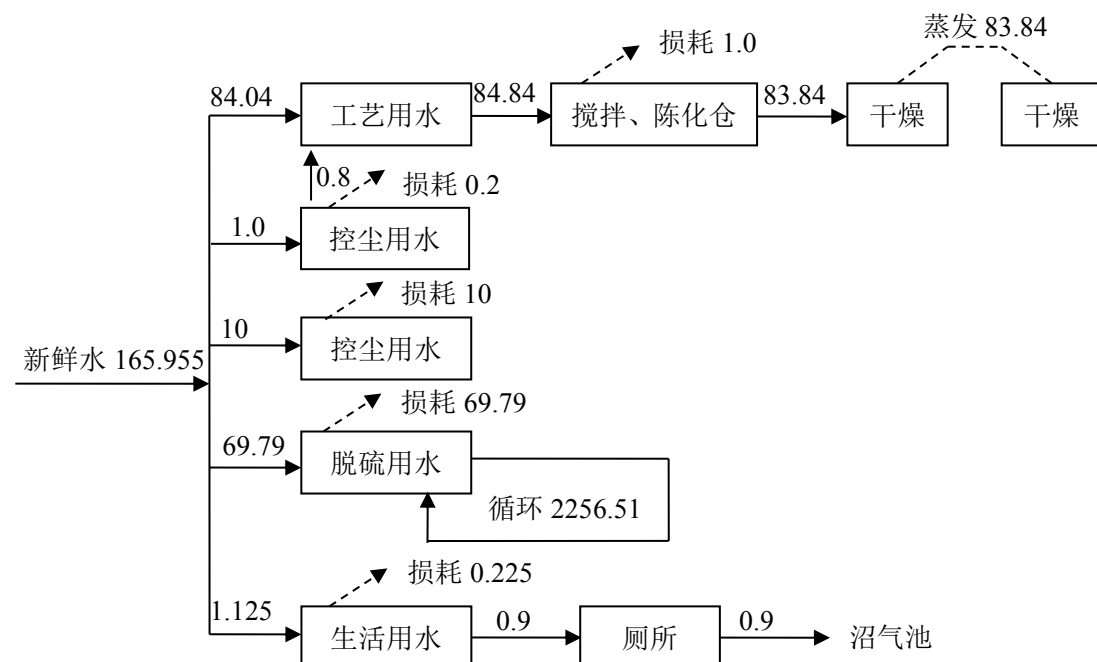 蒸发 83.84
损耗 1.0
84.04
工艺用水
84.84
搅拌、陈化仓
83.84
干燥
干燥
0.8
损耗 0.2
1.0
控尘用水
损耗 10
10
控尘用水
新鲜水 165.955
损耗 69.79
69.79
脱硫用水
循环 2256.51
损耗 0.225
1.125
生活用水
0.9
厕所
0.9
沼气池